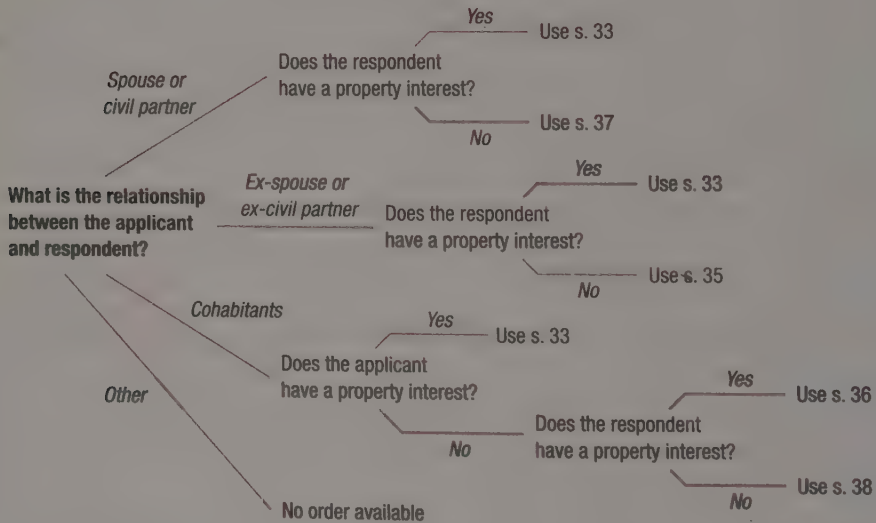 Yes
Use s. 33
Does the respondent
have a property interest?
Spouse or
civil partner
No
Use s. 37
What is the relationship
between the applicant
and respondent?
Ex-spouse or
ex-civil partner
Yes
Use s. 33
Does the respondent
have a property interest?
No
Use s. 35
Cohabitants
Yes
Use s. 33
Does the applicant
have a property interest?
No
Yes
Use s. 36
Does the respondent
have a property interest?
No
Use s. 38
Other
No order available